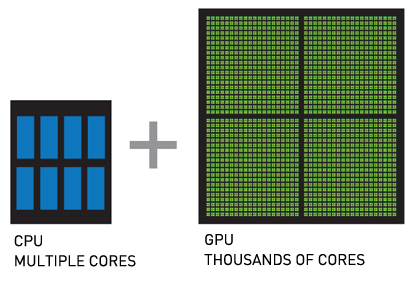 CPU
MULTIPLE CORES
GPU
THOUSANDS OF CORES